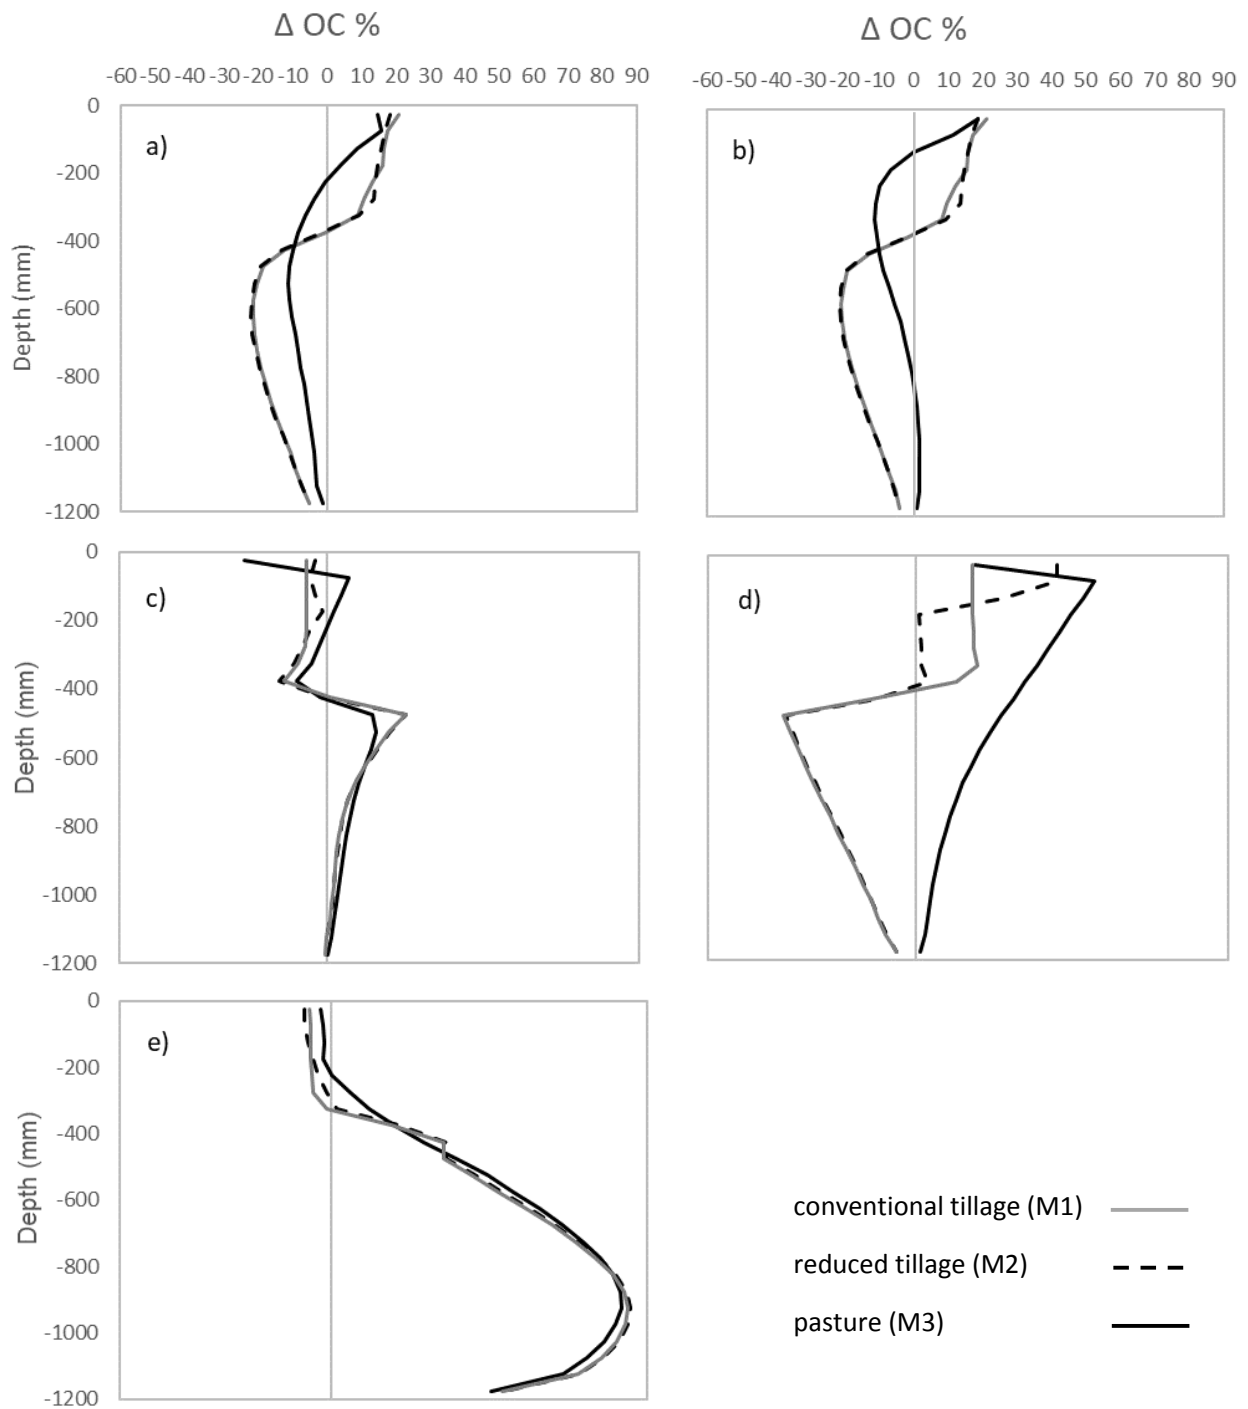 Δ OC %
Δ OC %
-60 -50 -40 -30 -20 -10 0 10 20 30 40 50 60 70 80 90
-60 -50 -40 -30 -20 -10 0 10 20 30 40 50 60 70 80 90
0
-200
-400
-600
-800
-1000
-1200
Depth (mm)
a)
b)
0
-200
-400
-600
-800
-1000
-1200
Depth (mm)
c)
d)
0
-200
-400
-600
-800
-1000
-1200
Depth (mm)
e)
conventional tillage (M1)
reduced tillage (M2)
pasture (M3)